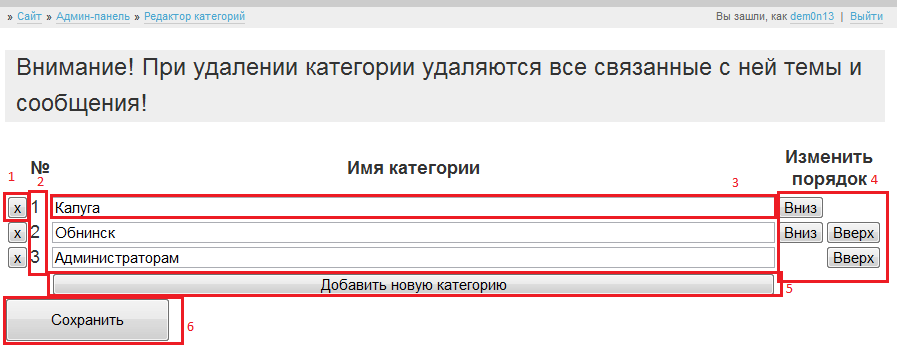 » Сайт » Админ-панель » Редактор категорий Вы зашли, как dem0n13 | Выйти
Внимание! При удалении категории удаляются все связанные с ней темы и
сообщения!
№ Имя категории Изменить
порядок 4
1 2 3
x 1 Калуга Вниз
x 2 Обнинск Вниз Вверх
x 3 Администраторам Вверх
Добавить новую категорию 5
Сохранить 6